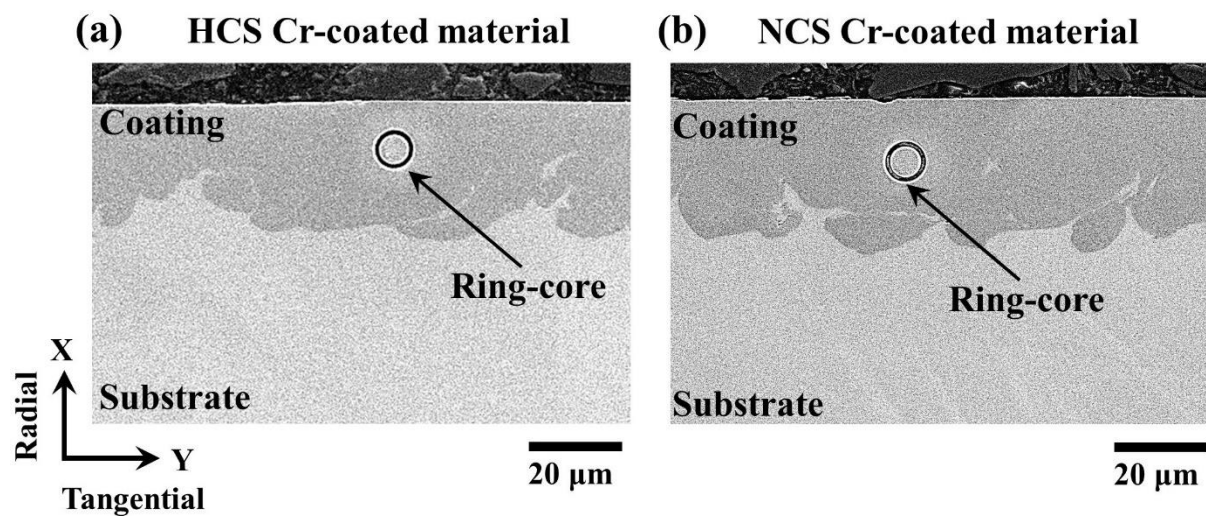 (a) HCS Cr-coated material
Coating
Ring-core
Substrate
X
Radial
Y
Tangential
20 μm
(b) NCS Cr-coated material
Coating
Ring-core
Substrate
20 μm